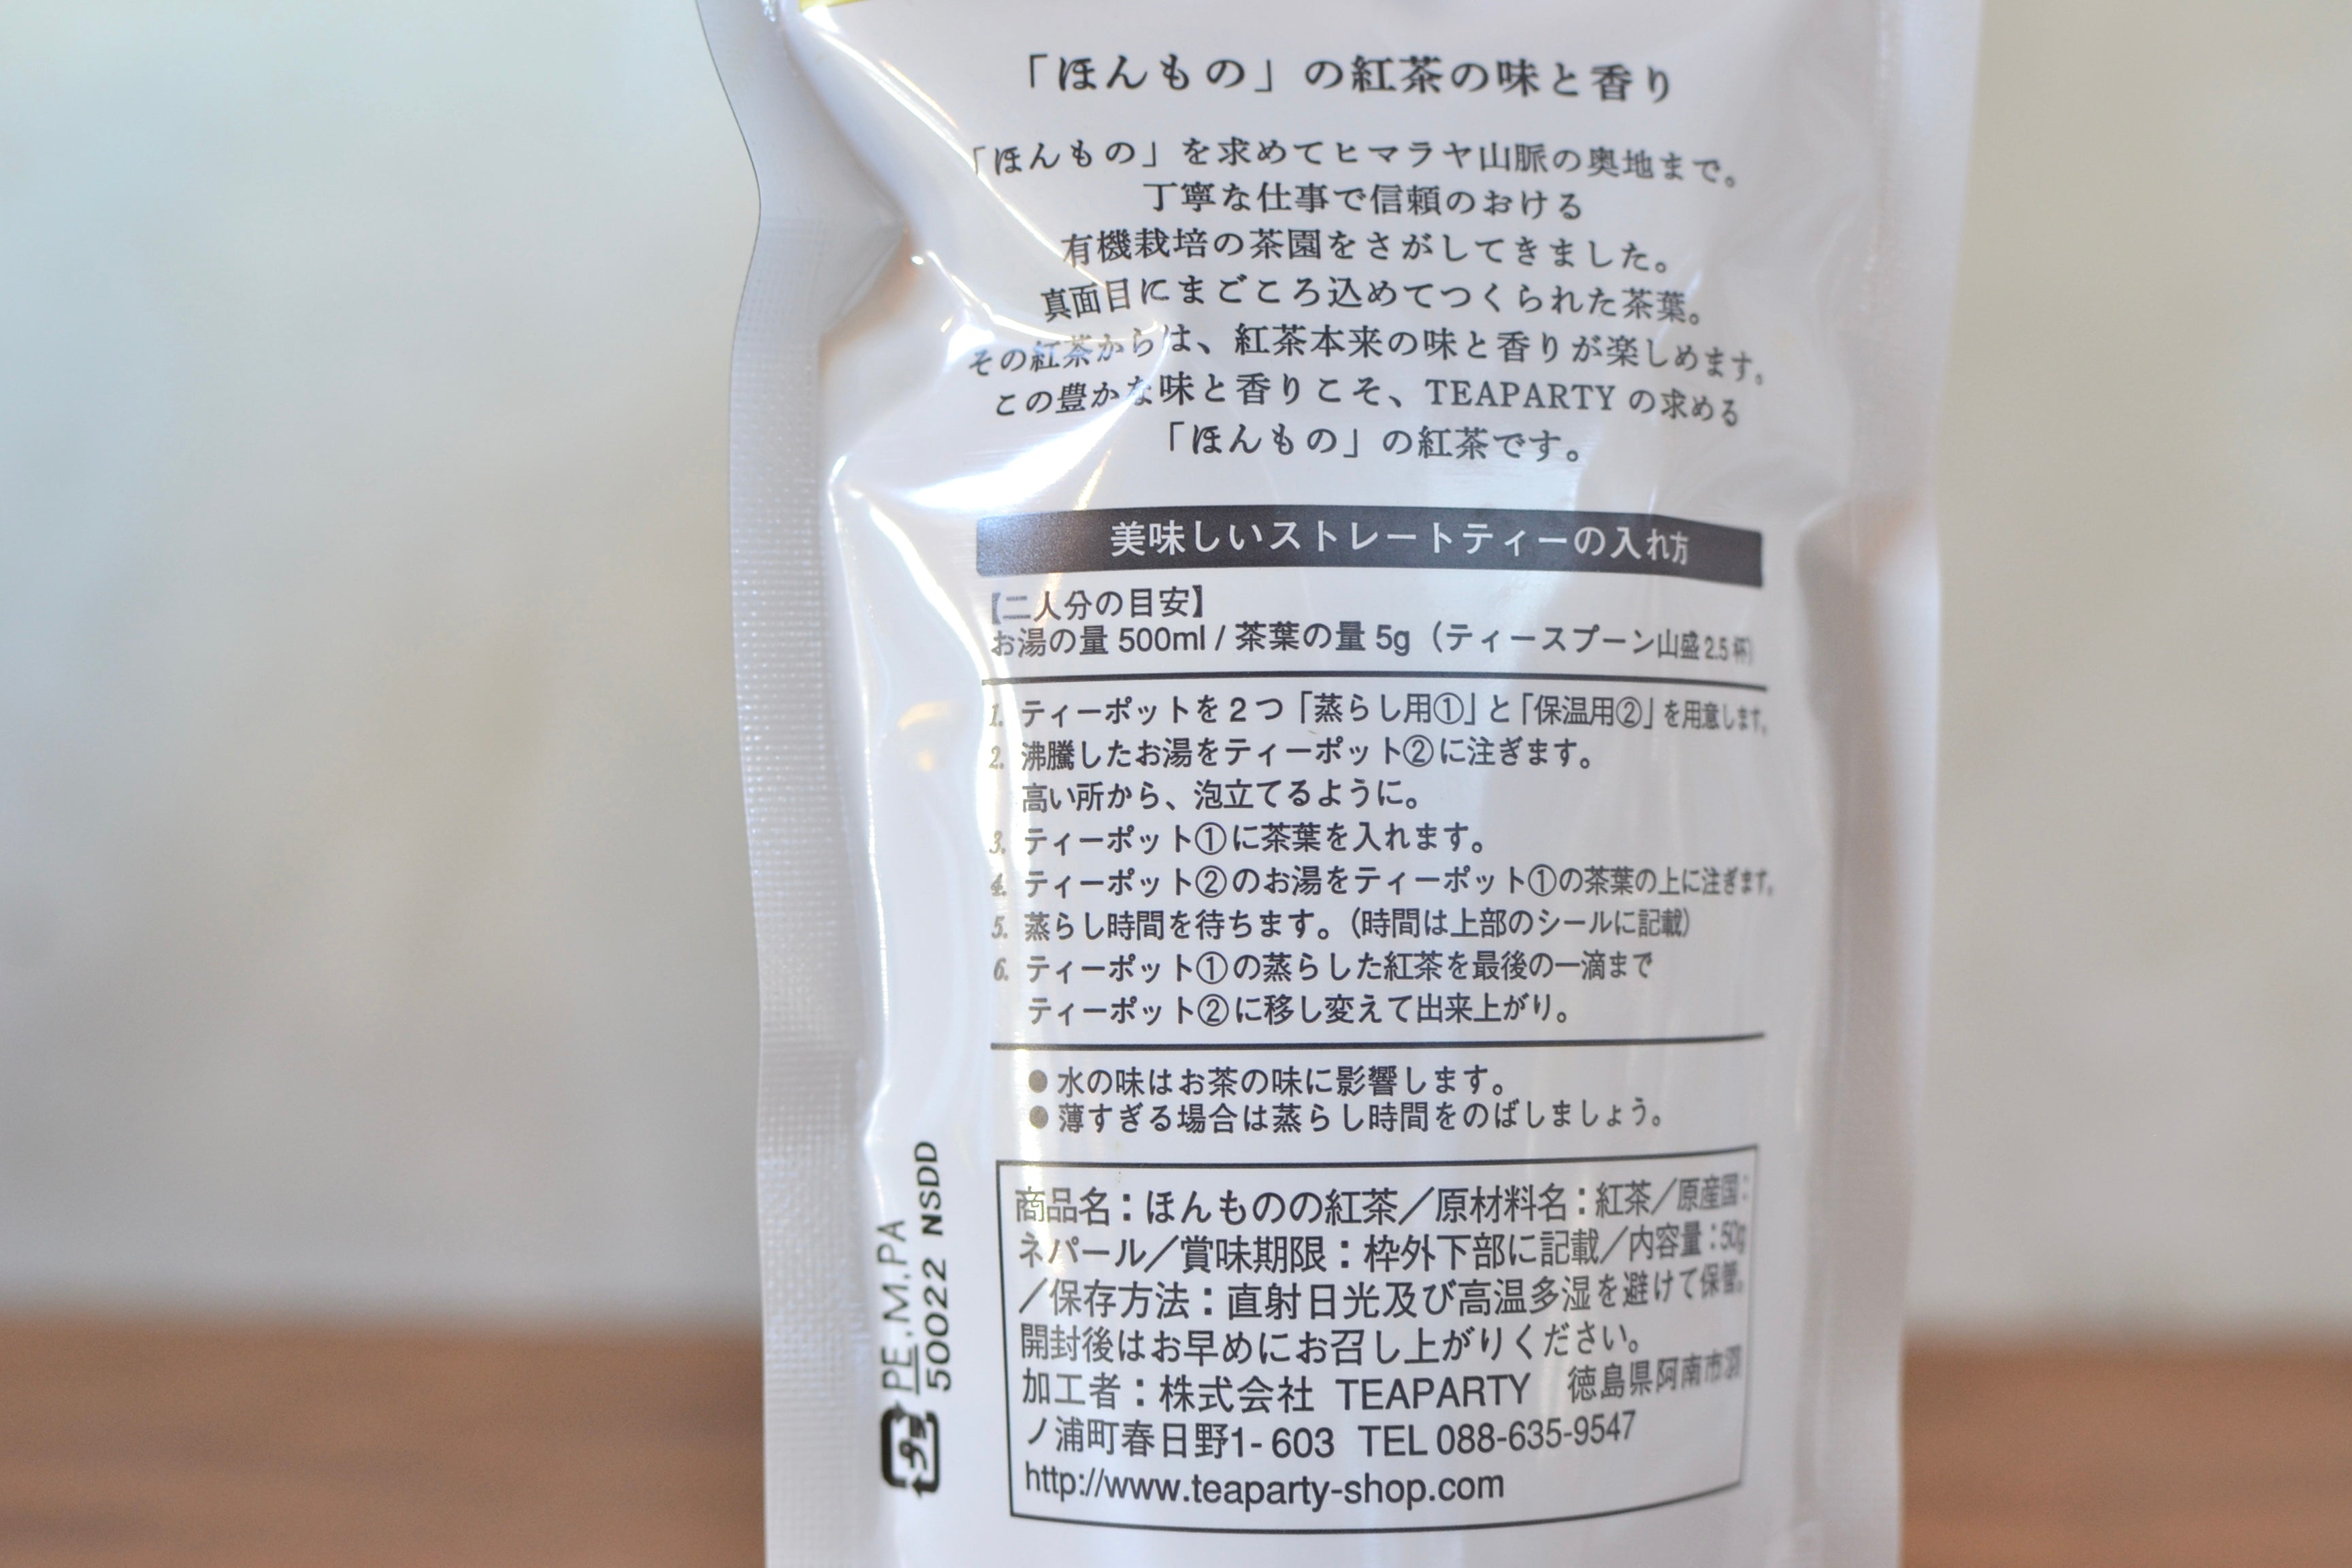 「ほんもの」の紅茶の味と香り
「ほんもの」を求めてヒマラヤ山脈の奥地まで。
丁寧な仕事で信頼のおける
有機栽培の茶園をさがしてきました。
真面目にまごころ込めてつくられた茶葉。
その紅茶からは、紅茶本来の味と香りが楽しめます。
この豊かな味と香りこそ、TEAPARTYの求める
「ほんもの」の紅茶です。
美味しいストレートティーの入れ方
【二人分の目安】
お湯の量 500ml / 茶葉の量 5g（ティースプーン山盛 2.5 杯）
1. ティーポットを2つ「蒸らし用①」と「保温用②」を用意します。
2. 沸騰したお湯をティーポット②に注ぎます。
高い所から、泡立てるように。
3. ティーポット①に茶葉を入れます。
4. ティーポット②のお湯をティーポット①の茶葉の上に注ぎます。
5. 蒸らし時間を待ちます。（時間は上部のシールに記載）
6. ティーポット①の蒸らした紅茶を最後の一滴まで
ティーポット②に移し変えて出来上がり。
●水の味はお茶の味に影響します。
●薄すぎる場合は蒸らし時間をのばしましょう。
商品名：ほんものの紅茶／原材料名：紅茶／原産国：
ネパール／賞味期限：枠外下部に記載／内容量：50g
／保存方法：直射日光及び高温多湿を避けて保管。
開封後はお早めにお召し上がりください。
加工者：株式会社 TEAPARTY 徳島県阿南市羽
ノ浦町春日野1-603 TEL 088-635-9547
http://www.teaparty-shop.com
プラ PE.M.PA
50022 NSDD